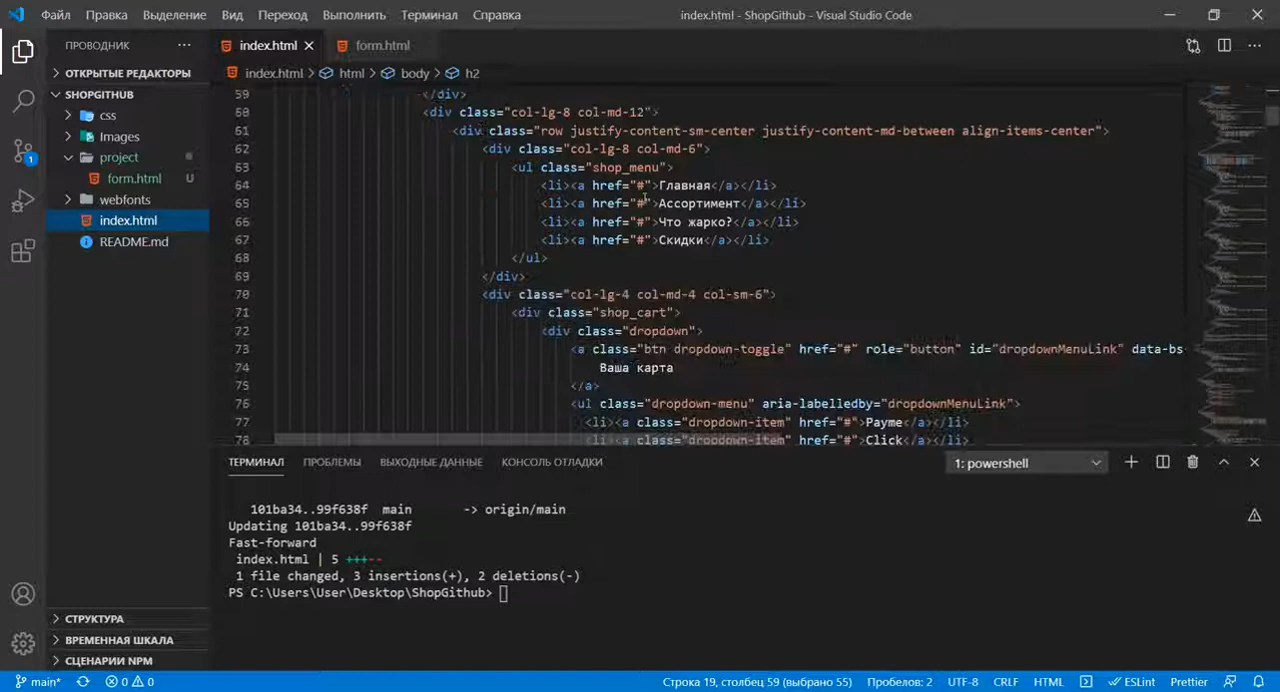 Файл Правка Выделение Вид Переход Выполнить Терминал Справка index.html - ShopGithub - Visual Studio Code
ПРОВОДНИК
index.html form.html
ОТКРЫТЫЕ РЕДАКТОРЫ
index.html > html > body > h2
SHOPGITHUB
css
Images
project
form.html U
webfonts
index.html
README.md
59 </div>
60 <div class="col-lg-8 col-md-12">
61 <div class="row justify-content-sm-center justify-content-md-between align-items-center">
62 <div class="col-lg-8 col-md-6">
63 <ul class="shop_menu">
64 <li><a href="#">Главная</a></li>
65 <li><a href="#">Ассортимент</a></li>
66 <li><a href="#">Что жарко?</a></li>
67 <li><a href="#">Скидки</a></li>
68 </ul>
69 </div>
70 <div class="col-lg-4 col-md-4 col-sm-6">
71 <div class="shop_cart">
72 <div class="dropdown">
73 <a class="btn dropdown-toggle" href="#" role="button" id="dropdownMenuLink" data-bs-
74 Ваша карта
75 </a>
76 <ul class="dropdown-menu" aria-labelledby="dropdownMenuLink">
77 <li><a class="dropdown-item" href="#">Payme</a></li>
78 <li><a class="dropdown-item" href="#">Click</a></li>
ТЕРМИНАЛ ПРОБЛЕМЫ ВЫХОДНЫЕ ДАННЫЕ КОНСОЛЬ ОТЛАДКИ 1: powershell
101ba34..99f638f main -> origin/main
Updating 101ba34..99f638f
Fast-forward
index.html | 5 +++--
1 file changed, 3 insertions(+), 2 deletions(-)
PS C:\Users\User\Desktop\ShopGithub>
СТРУКТУРА
ВРЕМЕННАЯ ШКАЛА
СЦЕНАРИИ NPM
main* 0 0 Строка 19, столбец 59 (выбрано 55) Пробелов: 2 UTF-8 CRLF HTML ESLint Prettier